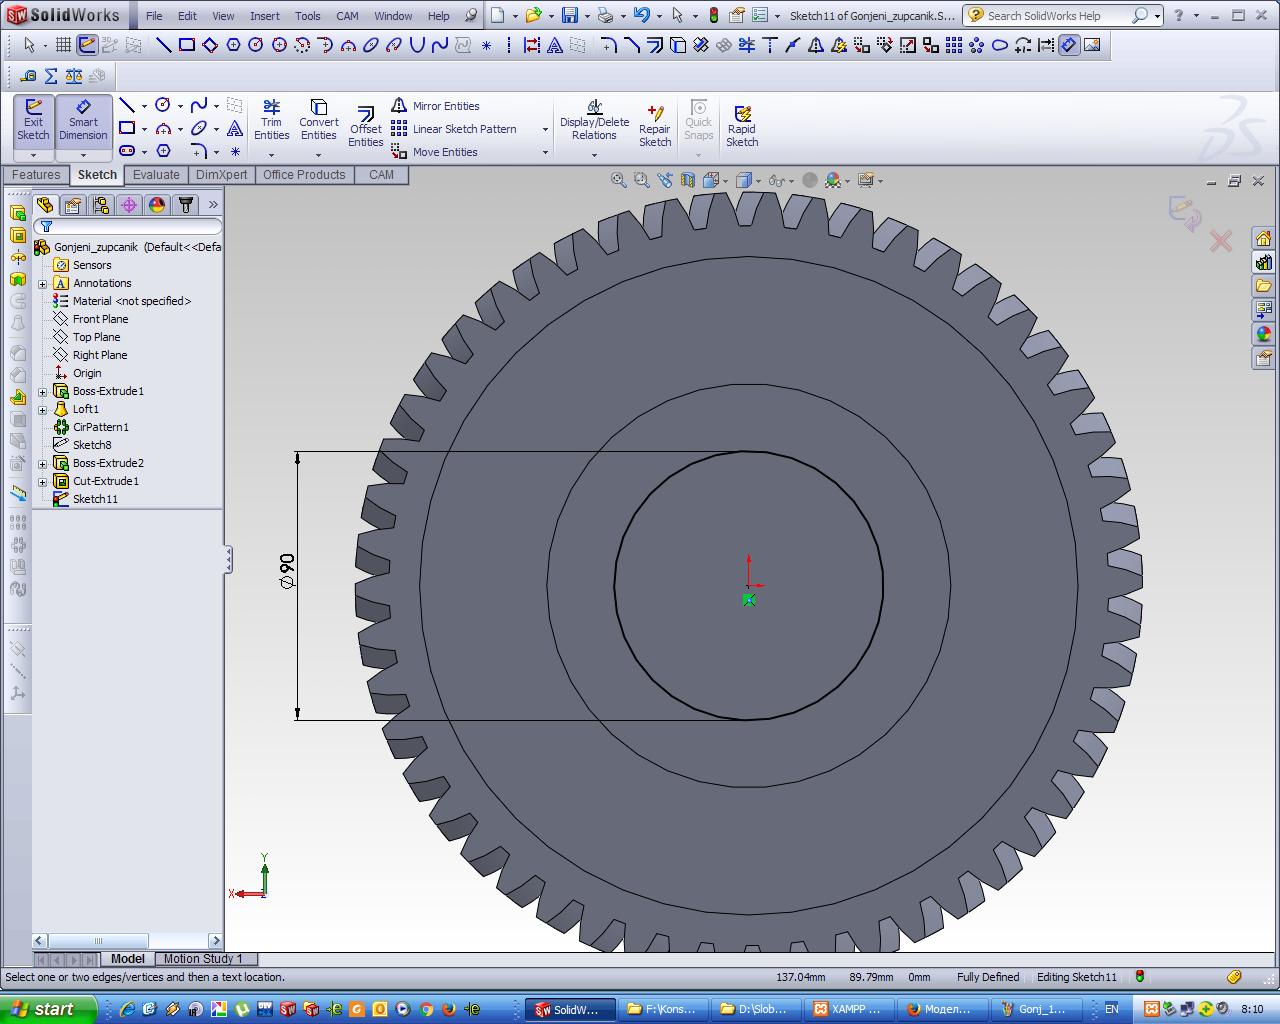 SolidWorks
File Edit View Insert Tools CAM Window Help
Sketch11 of Gonjeni_zupcanik.S...
Search SolidWorks Help
Exit Sketch
Smart Dimension
Trim Entities
Convert Entities
Offset Entities
Mirror Entities
Linear Sketch Pattern
Move Entities
Display/Delete Relations
Repair Sketch
Quick Snaps
Rapid Sketch
Features Sketch Evaluate DimXpert Office Products CAM
Gonjeni_zupcanik (Default<<Defa
Sensors
Annotations
Material <not specified>
Front Plane
Top Plane
Right Plane
Origin
Boss-Extrude1
Loft1
CirPattern1
Sketch8
Boss-Extrude2
Cut-Extrude1
Sketch11
∅90
Y
X
Model Motion Study 1
Select one or two edges/vertices and then a text location.
137.04mm 89.79mm 0mm Fully Defined Editing Sketch11
start
SolidW...
F:\Kons...
D:\Slob...
XAMPP ...
Модел...
Gonj_1...
EN
8:10